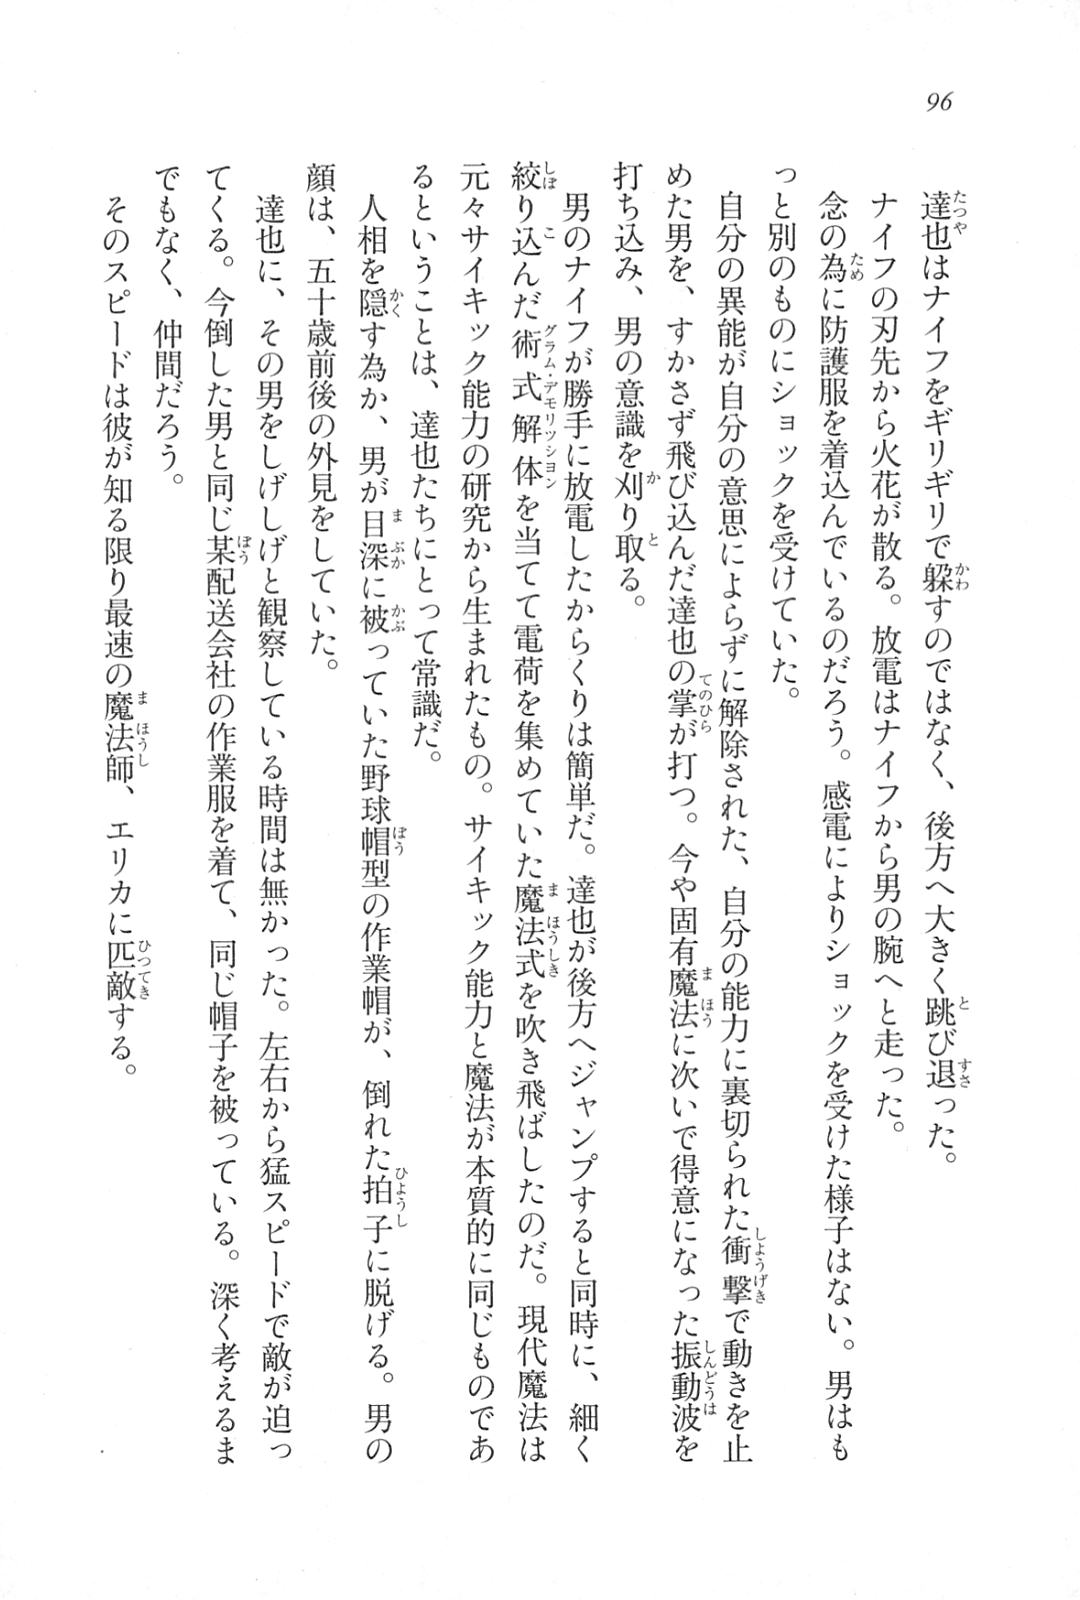 96
達也はナイフをギリギリで躱すのではなく、後方へ大きく跳び退った。
ナイフの刃先から火花が散る。放電はナイフから男の腕へと走った。
念の為に防護服を着込んでいるのだろう。感電によりショックを受けた様子はない。男はも
っと別のものにショックを受けていた。
自分の異能が自分の意思によらずに解除された、自分の能力に裏切られた衝撃で動きを止
めた男を、すかさず飛び込んだ達也の掌が打つ。今や固有魔法に次いで得意になった振動波を
打ち込み、男の意識を刈り取る。
男のナイフが勝手に放電したからくりは簡単だ。達也が後方へジャンプすると同時に、細く
絞り込んだ術式解体を当てて電荷を集めていた魔法式を吹き飛ばしたのだ。現代魔法は
元々サイキック能力の研究から生まれたもの。サイキック能力と魔法が本質的に同じものであ
るということは、達也たちにとって常識だ。
人相を隠す為か、男が目深に被っていた野球帽型の作業帽が、倒れた拍子に脱げる。男の
顔は、五十歳前後の外見をしていた。
達也に、その男をしげしげと観察している時間は無かった。左右から猛スピードで敵が迫っ
てくる。今倒した男と同じ某配送会社の作業服を着て、同じ帽子を被っている。深く考えるま
でもなく、仲間だろう。
そのスピードは彼が知る限り最速の魔法師、エリカに匹敵する。